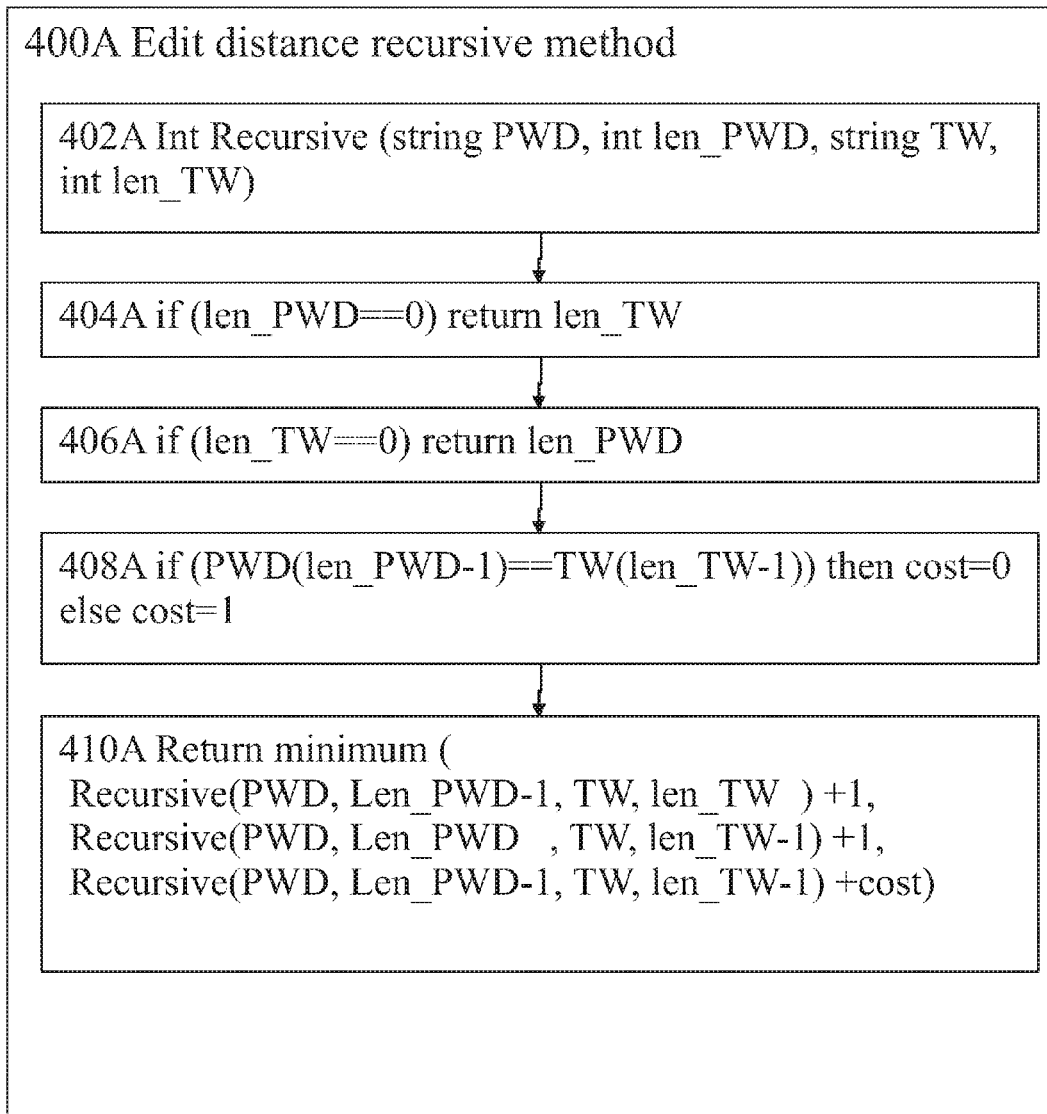 400A Edit distance recursive method
402A Int Recursive (string PWD, int len_PWD, string TW,
int len_TW)
404A if (len_PWD==0) return len_TW
406A if (len_TW==0) return len_PWD
408A if (PWD(len_PWD-1)==TW(len_TW-1)) then cost=0
else cost=1
410A Return minimum (
Recursive(PWD, Len_PWD-1, TW, len_TW  ) +1,
Recursive(PWD, Len_PWD  , TW, len_TW-1) +1,
Recursive(PWD, Len_PWD-1, TW, len_TW-1) +cost)